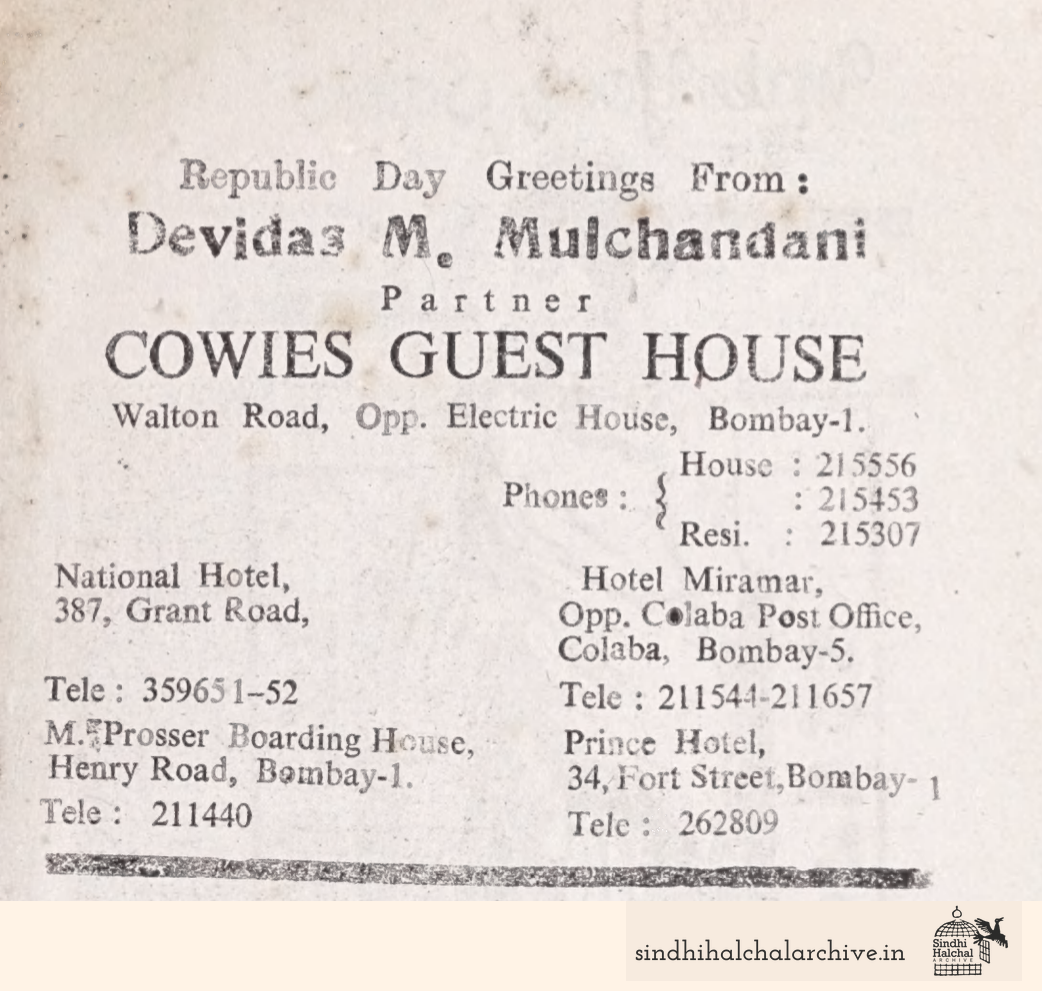 Republic Day Greetings From :
Devidas M. Mulchandani
Partner
COWIES GUEST HOUSE
Walton Road, Opp. Electric House, Bombay-1.
Phones : { House : 215556
: 215453
Resi. : 215307
National Hotel,
387, Grant Road,
Tele : 359651-52
Hotel Miramar,
Opp. Colaba Post Office,
Colaba, Bombay-5.
Tele : 211544-211657
M. Prosser Boarding House,
Henry Road, Bombay-1.
Tele : 211440
Prince Hotel,
34, Fort Street, Bombay- 1
Tele : 262809
sindhihalchalarchive.in
Sindhi
Halchal
ARCHIVE